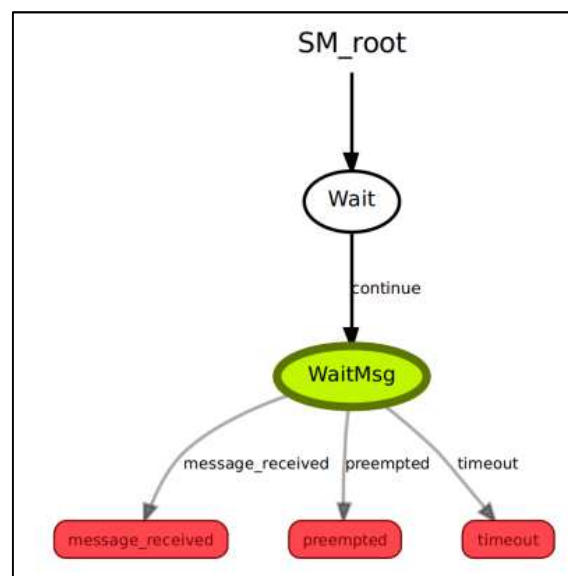 SM_root
Wait
continue
WaitMsg
message_received preempted timeout
message_received preempted timeout